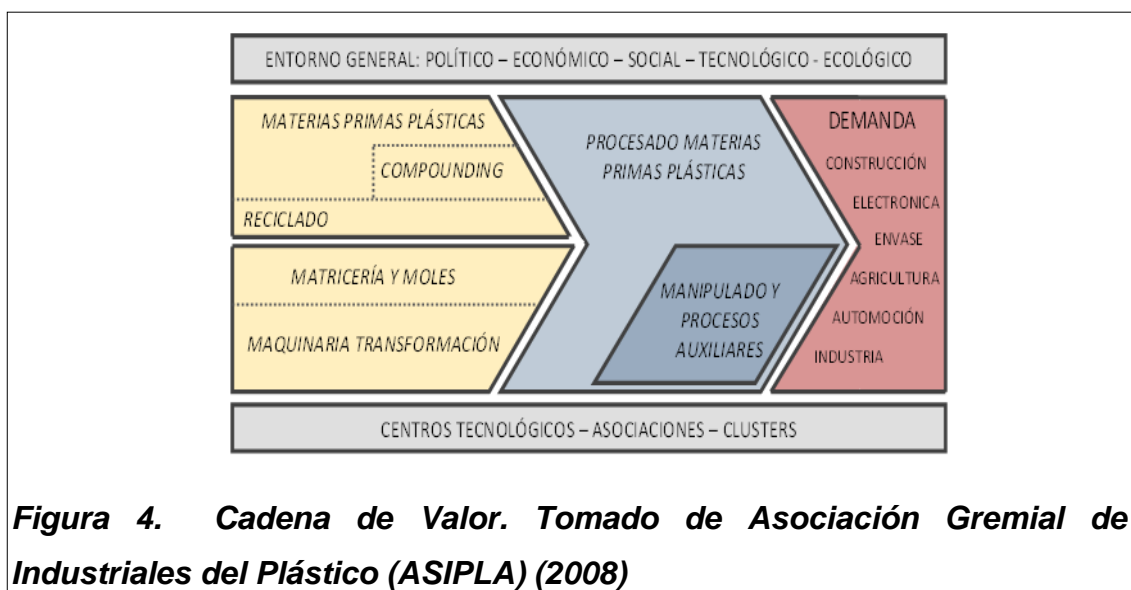 ENTORNO GENERAL: POLÍTICO – ECONÓMICO – SOCIAL – TECNOLÓGICO - ECOLÓGICO
MATERIAS PRIMAS PLÁSTICAS
COMPOUNDING
RECICLADO
MATRICERÍA Y MOLES
MAQUINARIA TRANSFORMACIÓN
PROCESADO MATERIAS
PRIMAS PLÁSTICAS
MANIPULADO Y
PROCESOS
AUXILIARES
DEMANDA
CONSTRUCCIÓN
ELECTRONICA
ENVASE
AGRICULTURA
AUTOMOCIÓN
INDUSTRIA
CENTROS TECNOLÓGICOS – ASOCIACIONES – CLUSTERS
Figura 4. Cadena de Valor. Tomado de Asociación Gremial de
Industriales del Plástico (ASIPLA) (2008)